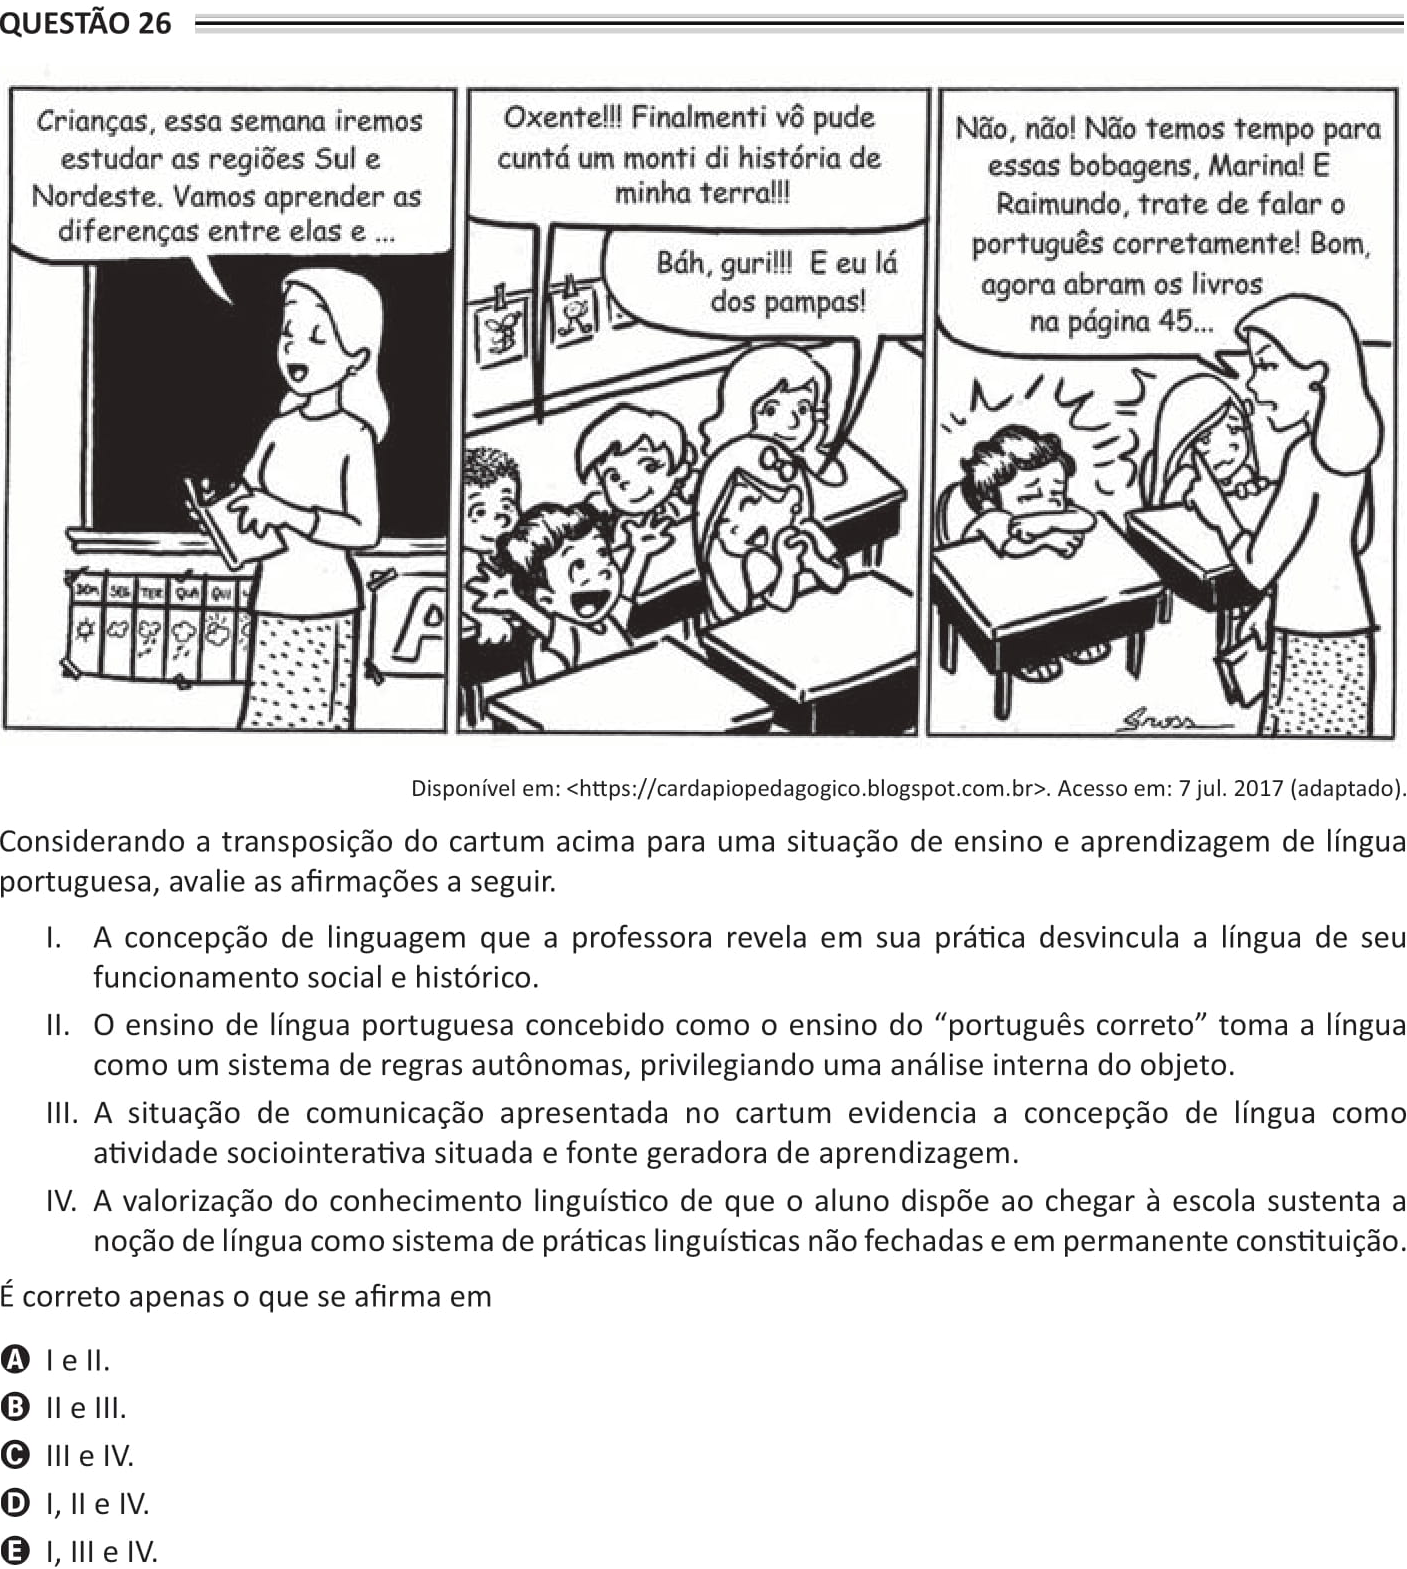 QUESTÃO 26
Crianças, essa semana iremos
estudar as regiões Sul e
Nordeste. Vamos aprender as
diferenças entre elas e ...
Oxente!!! Finalmenti vô pude
cuntá um monti di história de
minha terra!!!
Báh, guri!!! E eu lá
dos pampas!
Não, não! Não temos tempo para
essas bobagens, Marina! E
Raimundo, trate de falar o
português corretamente! Bom,
agora abram os livros
na página 45...
DOM SEG TER QUA QUI
A
Gross
Disponível em: <https://cardapiopedagogico.blogspot.com.br>. Acesso em: 7 jul. 2017 (adaptado).
Considerando a transposição do cartum acima para uma situação de ensino e aprendizagem de língua
portuguesa, avalie as afirmações a seguir.
I. A concepção de linguagem que a professora revela em sua prática desvincula a língua de seu
funcionamento social e histórico.
II. O ensino de língua portuguesa concebido como o ensino do “português correto” toma a língua
como um sistema de regras autônomas, privilegiando uma análise interna do objeto.
III. A situação de comunicação apresentada no cartum evidencia a concepção de língua como
atividade sociointerativa situada e fonte geradora de aprendizagem.
IV. A valorização do conhecimento linguístico de que o aluno dispõe ao chegar à escola sustenta a
noção de língua como sistema de práticas linguísticas não fechadas e em permanente constituição.
É correto apenas o que se afirma em
A I e II.
B II e III.
C III e IV.
D I, II e IV.
E I, III e IV.